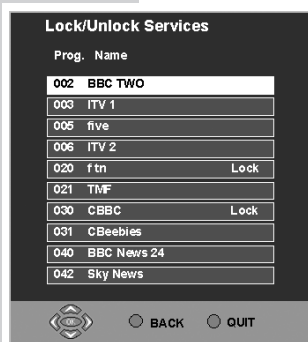 Lock/Unlock Services
Prog. Name
002 BBC TWO
003 ITV 1
005 five
006 ITV 2
020 ftn Lock
021 TMF
030 CBBC Lock
031 CBeebies
040 BBC News 24
042 Sky News
OK BACK QUIT